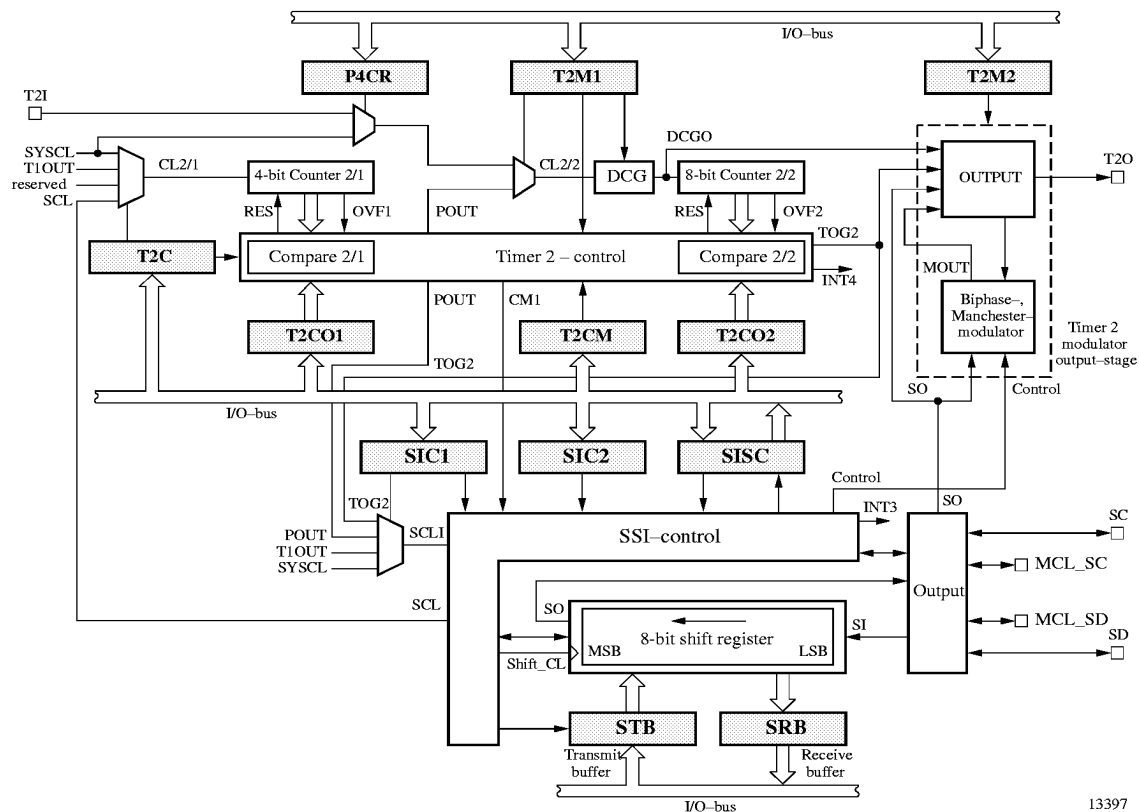 I/O–bus
P4CR
T2M1
T2M2
T2I
DCGO
SYSCL
T1OUT
reserved
SCL
CL2/1
4–bit Counter 2/1
CL2/2
DCG
8–bit Counter 2/2
OUTPUT
T2O
RES
OVF1
POUT
RES
OVF2
TOG2
T2C
Compare 2/1
Timer 2 – control
Compare 2/2
INT4
MOUT
POUT
CM1
Biphase–,
Manchester–
modulator
T2CO1
T2CM
T2CO2
Timer 2
modulator
output–stage
TOG2
SO
Control
I/O–bus
SIC1
SIC2
SISC
Control
TOG2
INT3
SO
POUT
T1OUT
SYSCL
SCLI
SSI–control
SC
MCL_SC
Output
SCL
SO
SI
MCL_SD
SD
8–bit shift register
MSB
LSB
Shift_CL
STB
SRB
Transmit
buffer
Receive
buffer
I/O–bus
13397